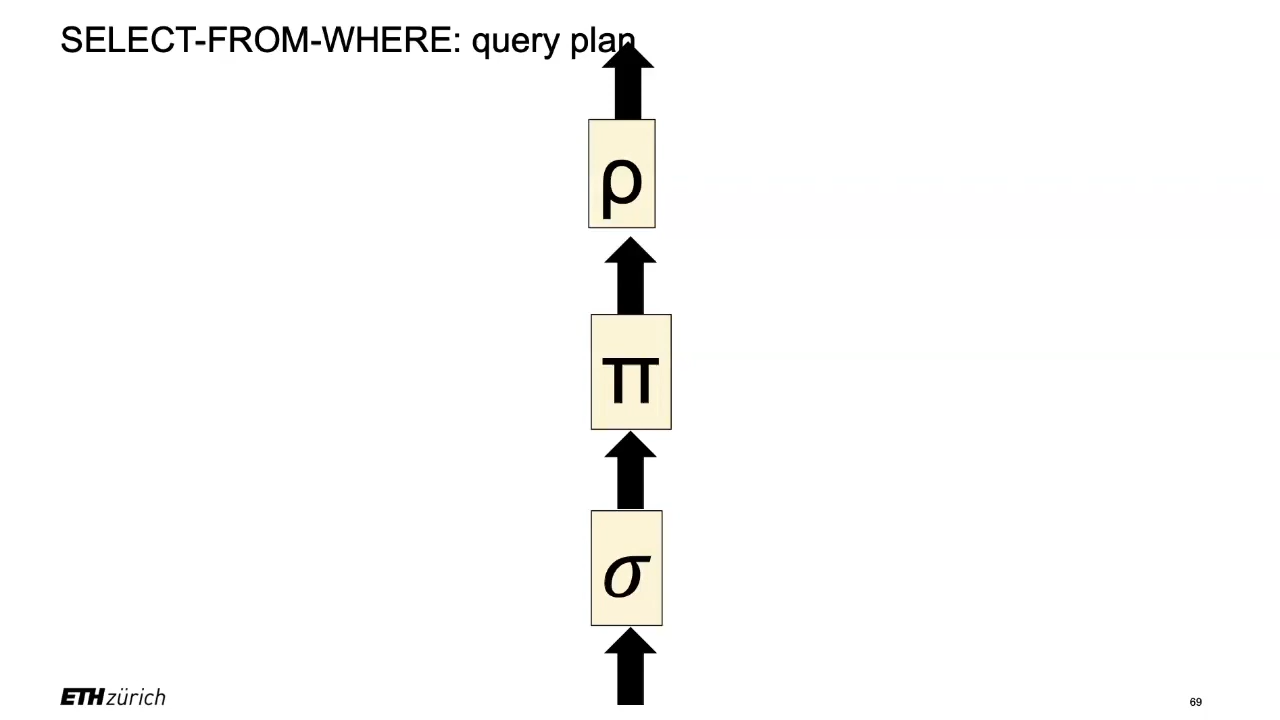 SELECT-FROM-WHERE: query plan
ρ
π
σ
ETH zürich
69